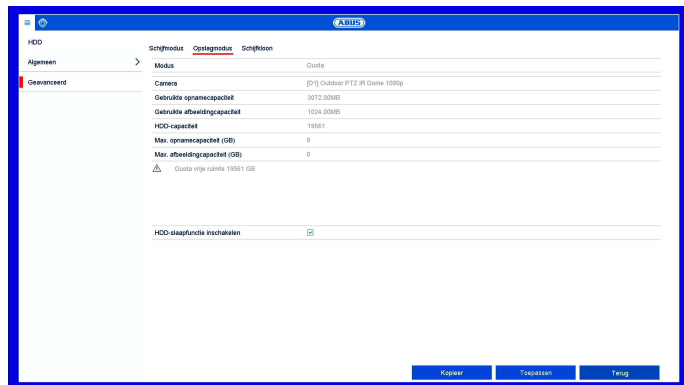 ABUS
HDD
Algemeen
Geavanceerd
Schijfmodus Opslagmodus Schijfkloon
Modus Quota
Camera [D1] Outdoor PTZ IR Dome 1080p
Gebruikte opnamecapaciteit 3072.00MB
Gebruikte afbeeldingcapaciteit 1024.00MB
HDD-capaciteit 19561
Max. opnamecapaciteit (GB) 0
Max. afbeeldingcapaciteit (GB) 0
Quota vrije ruimte 19561 GB
HDD-slaapfunctie inschakelen
Kopieer Toepassen Terug